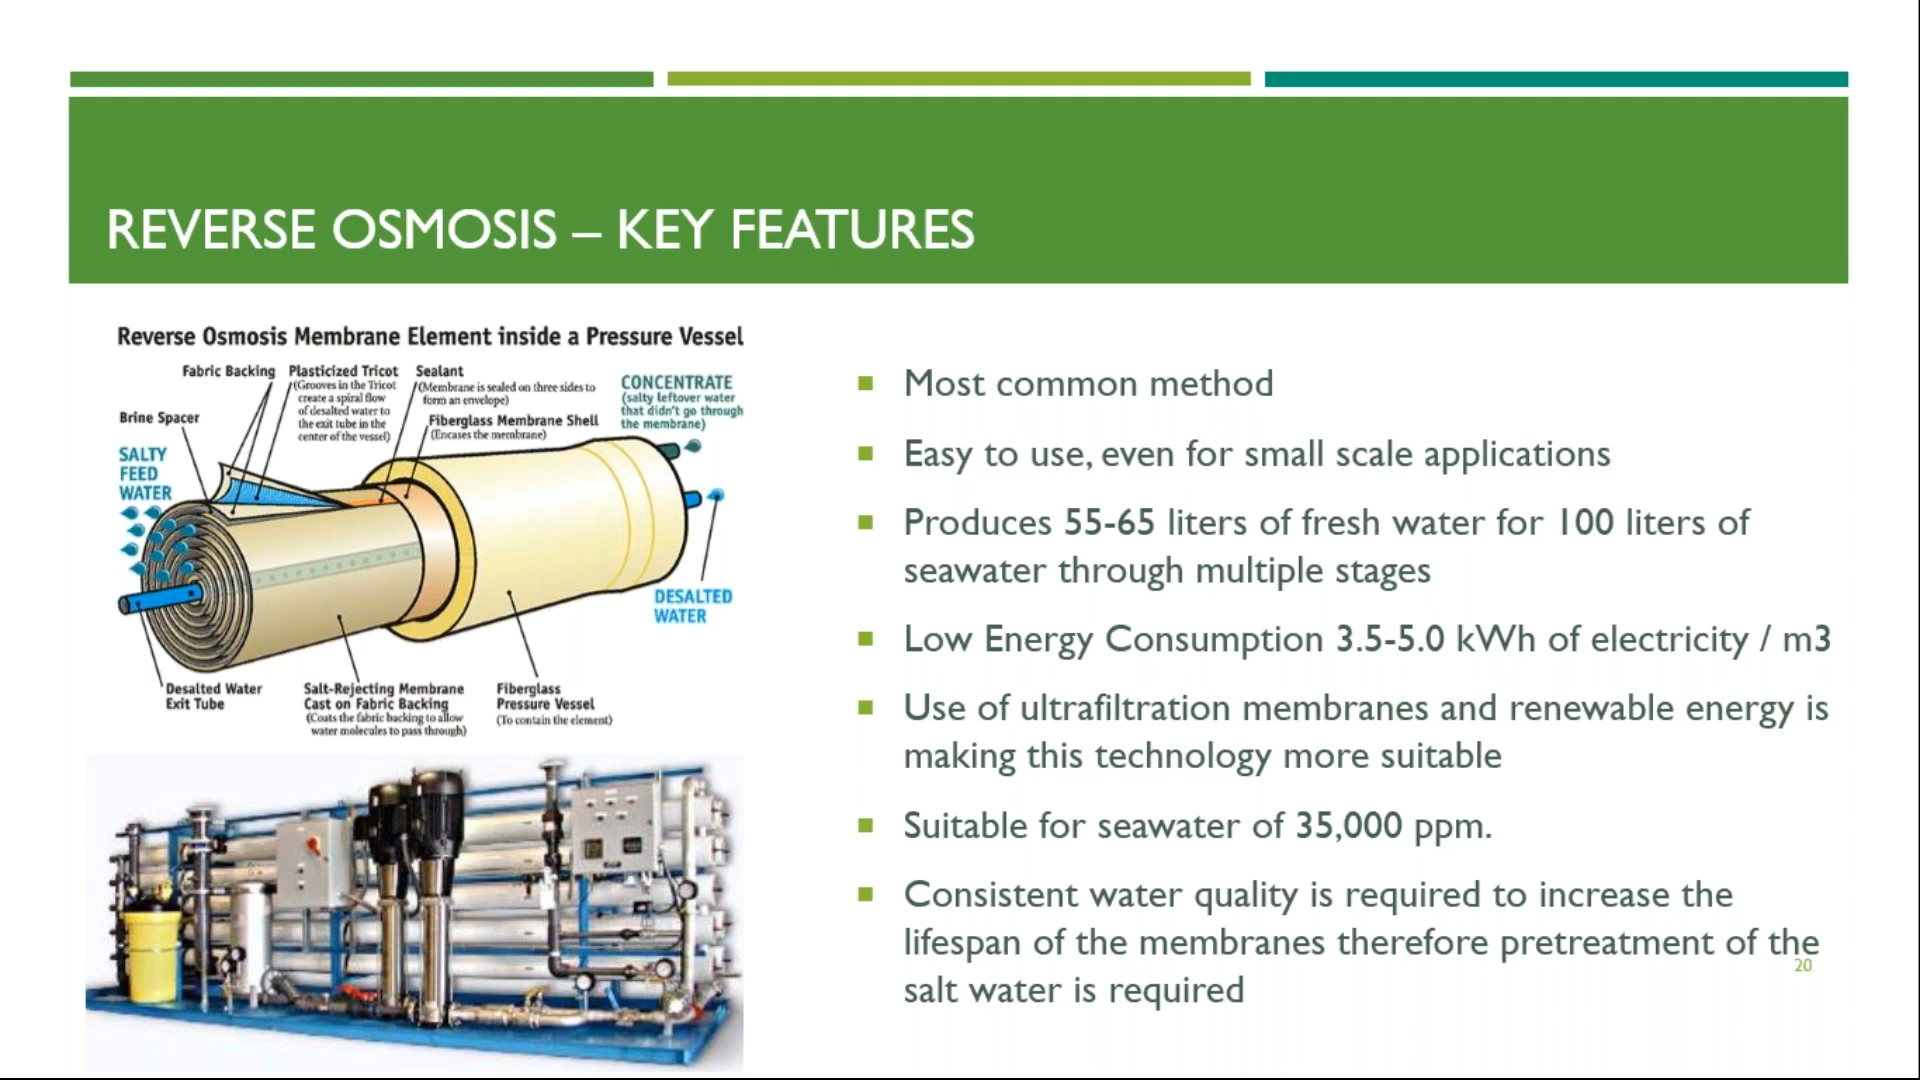 REVERSE OSMOSIS – KEY FEATURES
Reverse Osmosis Membrane Element inside a Pressure Vessel
Fabric Backing
Plasticized Tricot
(Grooves in the Tricot
create a spiral flow
of desalted water to
the exit tube in the
center of the vessel)
Sealant
(Membrane is sealed on three sides to
form an envelope)
Fiberglass Membrane Shell
(Encases the membrane)
CONCENTRATE
(salty leftover water
that didn't go through
the membrane)
Brine Spacer
SALTY
FEED
WATER
DESALTED
WATER
Desalted Water
Exit Tube
Salt-Rejecting Membrane
Cast on Fabric Backing
(Coats the fabric backing to allow
water molecules to pass through)
Fiberglass
Pressure Vessel
(To contain the element)
Most common method
Easy to use, even for small scale applications
Produces 55-65 liters of fresh water for 100 liters of
seawater through multiple stages
Low Energy Consumption 3.5-5.0 kWh of electricity / m3
Use of ultrafiltration membranes and renewable energy is
making this technology more suitable
Suitable for seawater of 35,000 ppm.
Consistent water quality is required to increase the
lifespan of the membranes therefore pretreatment of the
salt water is required
20